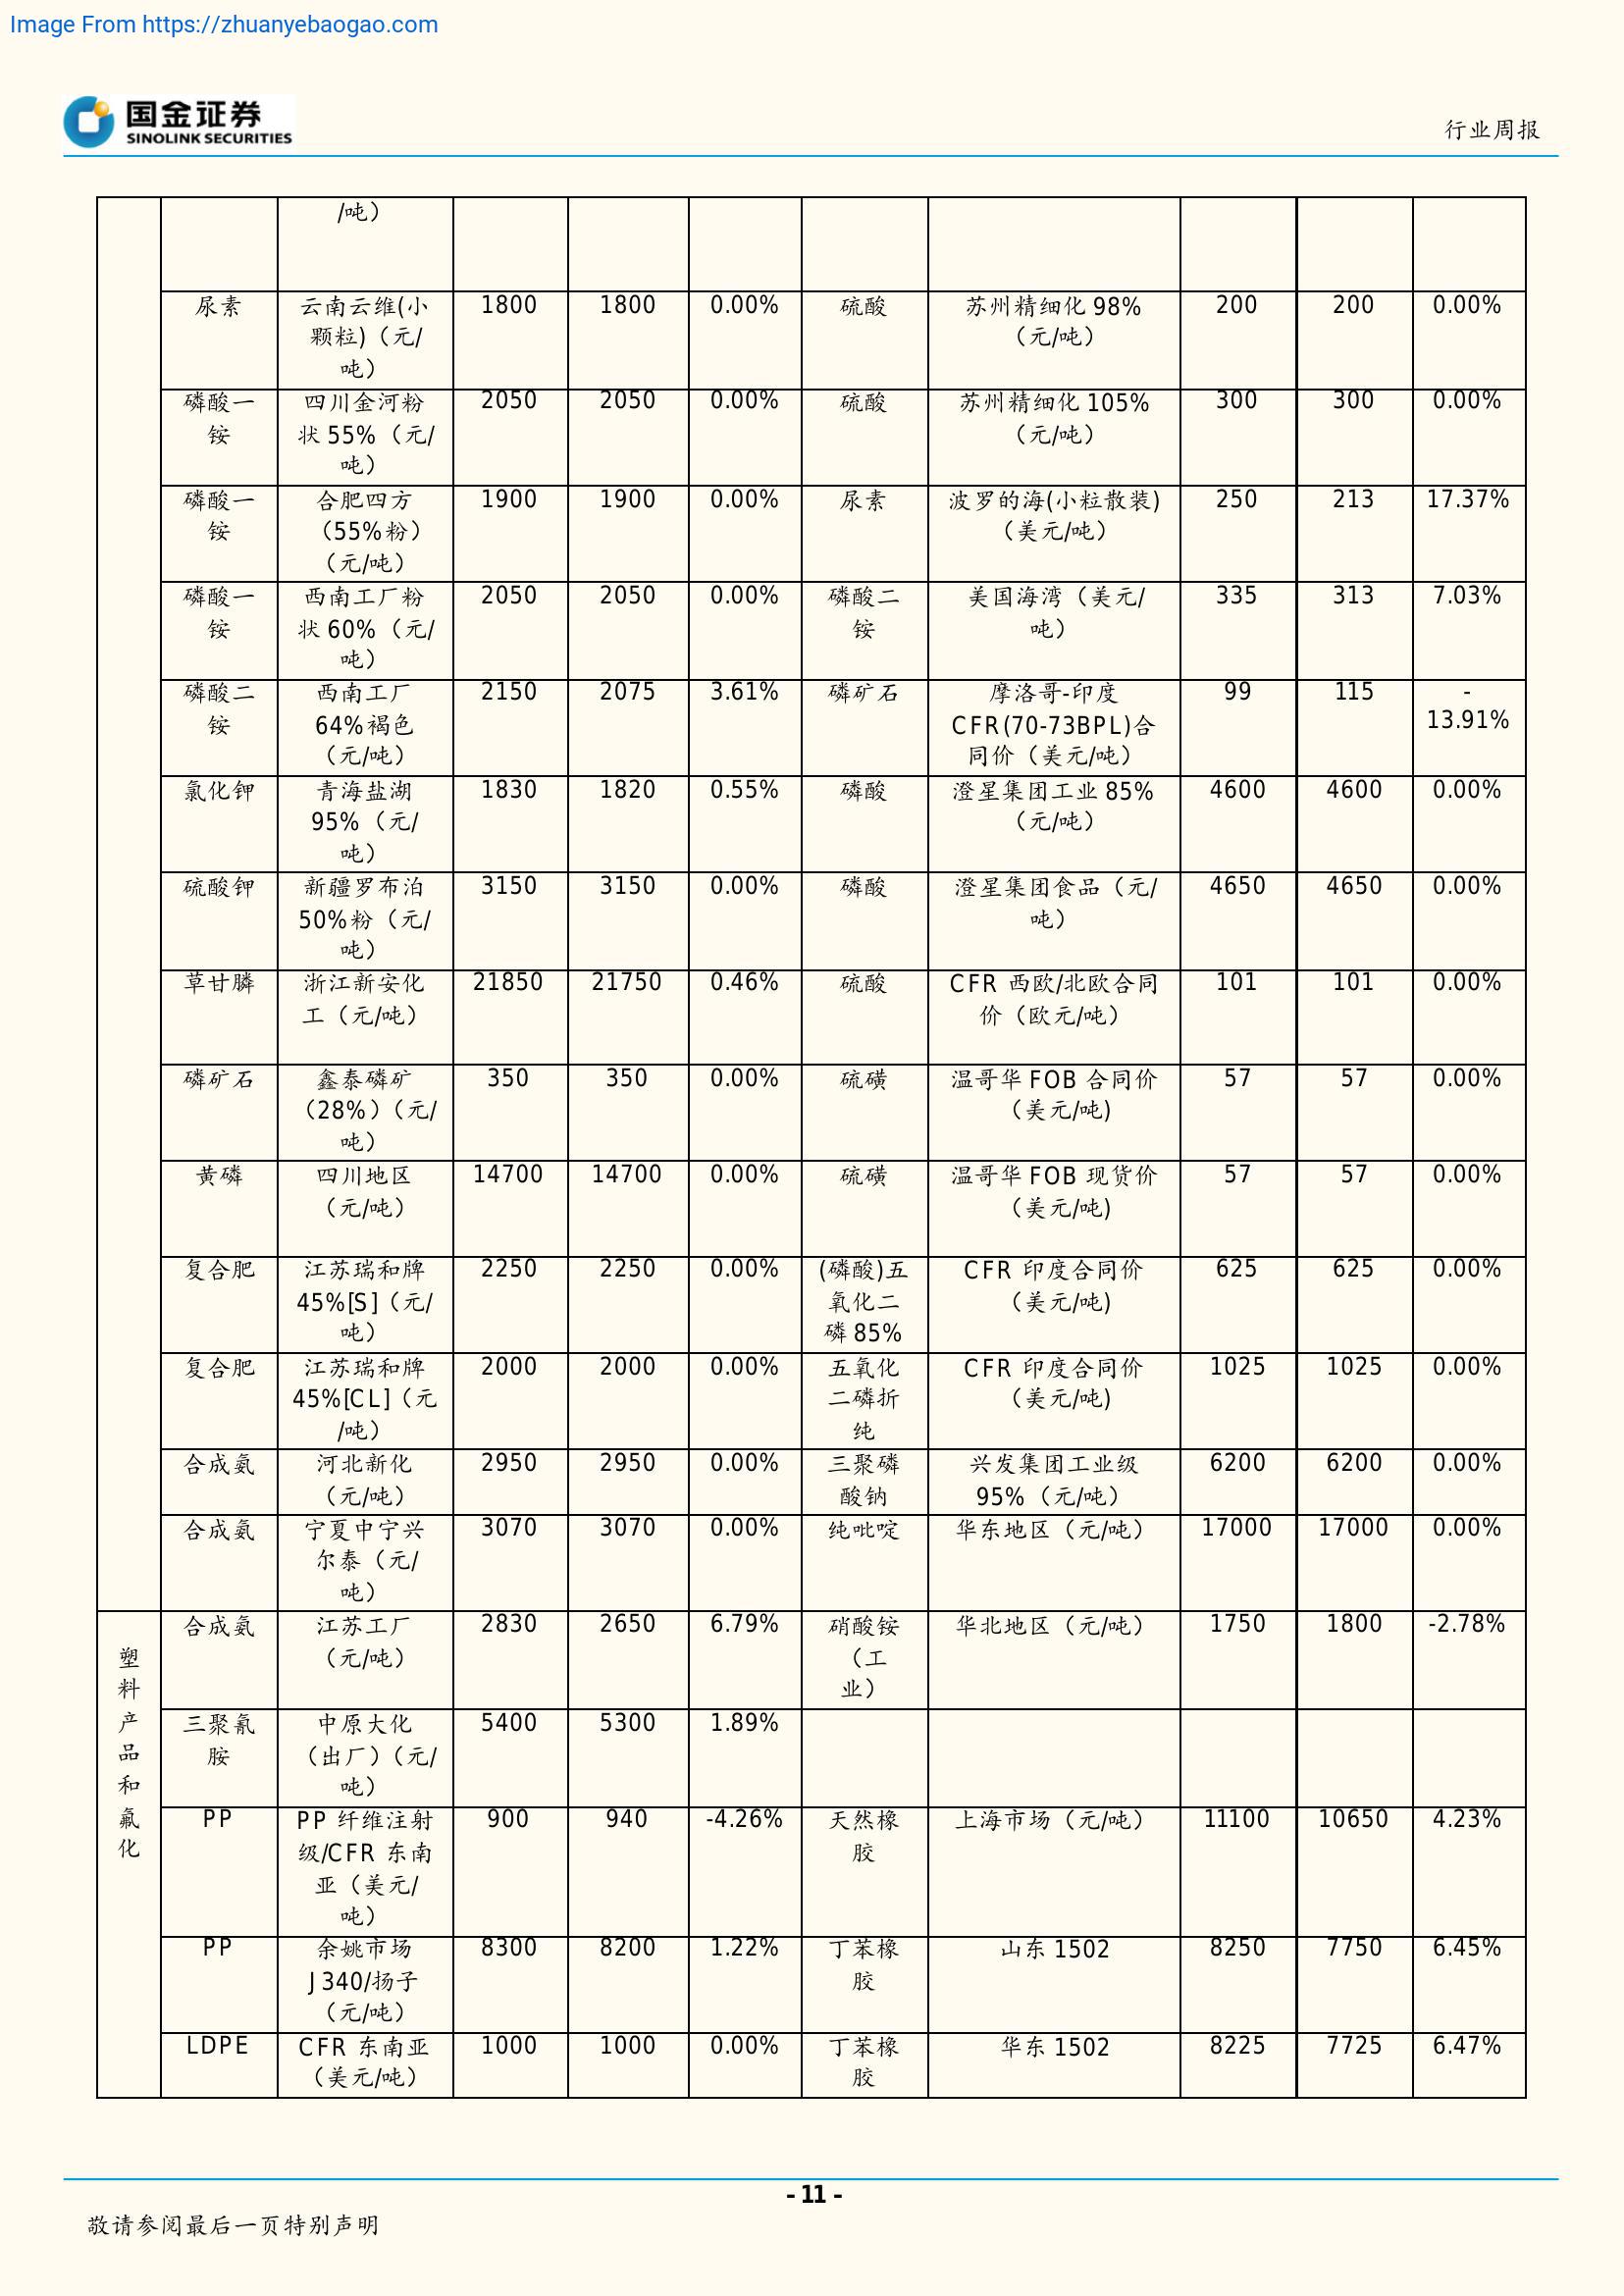 Image From https://zhuanyebaogao.com
国金证券
SINOLINK SECURITIES
行业周报
/吨）
尿素 云南云维(小 1800 1800 0.00% 硫酸 苏州精细化 98% 200 200 0.00%
颗粒)（元/ （元/吨）
吨）
磷酸一 四川金河粉 2050 2050 0.00% 硫酸 苏州精细化 105% 300 300 0.00%
铵 状 55%（元/ （元/吨）
吨）
磷酸一 合肥四方 1900 1900 0.00% 尿素 波罗的海(小粒散装) 250 213 17.37%
铵 （55%粉） （美元/吨）
（元/吨）
磷酸一 西南工厂粉 2050 2050 0.00% 磷酸二 美国海湾（美元/ 335 313 7.03%
铵 状 60%（元/ 铵 吨）
吨）
磷酸二 西南工厂 2150 2075 3.61% 磷矿石 摩洛哥-印度 99 115 -
铵 64%褐色 CFR(70-73BPL)合 13.91%
（元/吨） 同价（美元/吨）
氯化钾 青海盐湖 1830 1820 0.55% 磷酸 澄星集团工业 85% 4600 4600 0.00%
95%（元/ （元/吨）
吨）
硫酸钾 新疆罗布泊 3150 3150 0.00% 磷酸 澄星集团食品（元/ 4650 4650 0.00%
50%粉（元/ 吨）
吨）
草甘膦 浙江新安化 21850 21750 0.46% 硫酸 CFR 西欧/北欧合同 101 101 0.00%
工（元/吨） 价（欧元/吨）
磷矿石 鑫泰磷矿 350 350 0.00% 硫磺 温哥华 FOB 合同价 57 57 0.00%
（28%）（元/ （美元/吨)
吨）
黄磷 四川地区 14700 14700 0.00% 硫磺 温哥华 FOB 现货价 57 57 0.00%
（元/吨） （美元/吨)
复合肥 江苏瑞和牌 2250 2250 0.00% (磷酸)五 CFR 印度合同价 625 625 0.00%
45%[S]（元/ 氧化二 （美元/吨)
吨） 磷 85%
复合肥 江苏瑞和牌 2000 2000 0.00% 五氧化 CFR 印度合同价 1025 1025 0.00%
45%[CL]（元 二磷折 （美元/吨)
/吨） 纯
合成氨 河北新化 2950 2950 0.00% 三聚磷 兴发集团工业级 6200 6200 0.00%
（元/吨） 酸钠 95%（元/吨）
合成氨 宁夏中宁兴 3070 3070 0.00% 纯吡啶 华东地区（元/吨） 17000 17000 0.00%
尔泰（元/
吨）
塑
料
产
品
和
氟
化
合成氨 江苏工厂 2830 2650 6.79% 硝酸铵 华北地区（元/吨） 1750 1800 -2.78%
（元/吨） （工
业）
三聚氰 中原大化 5400 5300 1.89%
胺 （出厂）（元/
吨）
PP PP 纤维注射 900 940 -4.26% 天然橡 上海市场（元/吨） 11100 10650 4.23%
级/CFR 东南 胶
亚（美元/
吨）
PP 余姚市场 8300 8200 1.22% 丁苯橡 山东 1502 8250 7750 6.45%
J340/扬子 胶
（元/吨）
LDPE CFR 东南亚 1000 1000 0.00% 丁苯橡 华东 1502 8225 7725 6.47%
（美元/吨） 胶
- 11 -
敬请参阅最后一页特别声明